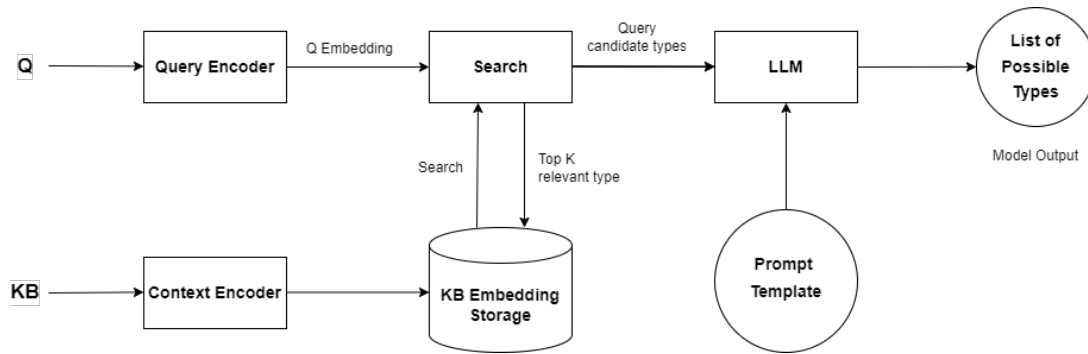 Q
Query Encoder
Q Embedding
Search
Query
candidate types
LLM
List of
Possible
Types
Model Output
Search
Top K
relevant type
KB
Context Encoder
KB Embedding
Storage
Prompt
Template